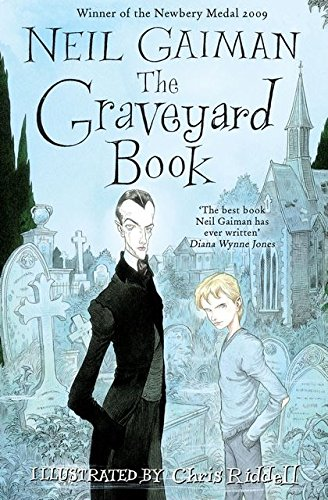 Winner of the Newbery Medal 2009
NEIL GAIMAN
The
Graveyard
Book
'The best book
Neil Gaiman has
ever written'
Diana Wynne Jones
ILLUSTRATED BY Chris Riddell